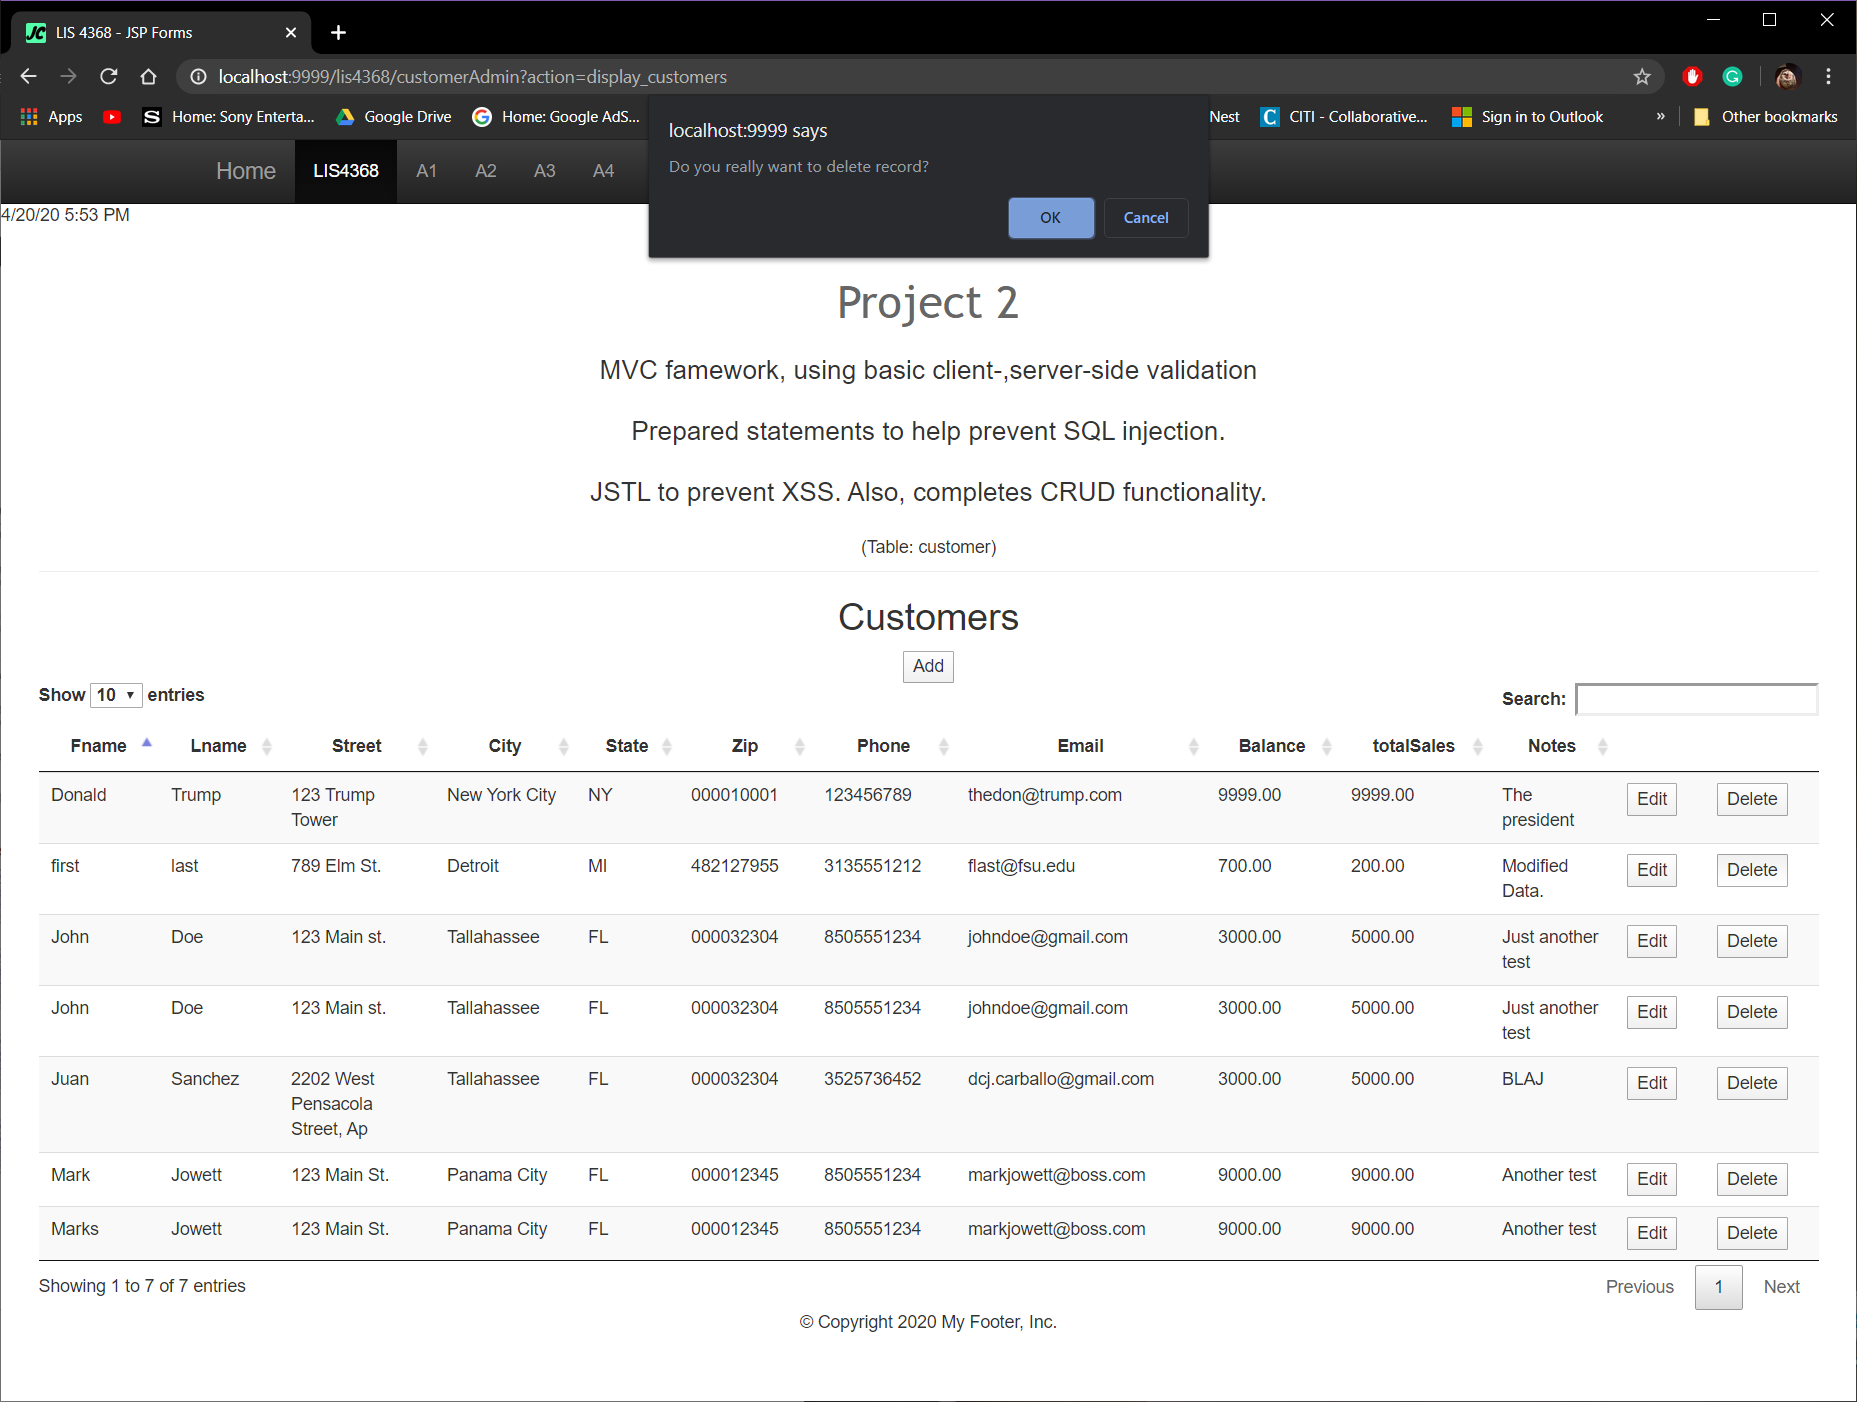 LIS 4368 - JSP Forms
localhost:9999/lis4368/customerAdmin?action=display_customers
Apps Home: Sony Enterta... Google Drive Home: Google AdS... Nest CITI - Collaborative... Sign in to Outlook » Other bookmarks
localhost:9999 says
Do you really want to delete record?
OK Cancel
Home LIS4368 A1 A2 A3 A4
4/20/20 5:53 PM
Project 2
MVC famework, using basic client-,server-side validation
Prepared statements to help prevent SQL injection.
JSTL to prevent XSS. Also, completes CRUD functionality.
(Table: customer)
Customers
Add
Show 10 entries Search:
Fname Lname Street City State Zip Phone Email Balance totalSales Notes
Donald Trump 123 Trump New York City NY 000010001 123456789 thedon@trump.com 9999.00 9999.00 The Edit Delete
Tower president
first last 789 Elm St. Detroit MI 482127955 3135551212 flast@fsu.edu 700.00 200.00 Modified Edit Delete
Data.
John Doe 123 Main st. Tallahassee FL 000032304 8505551234 johndoe@gmail.com 3000.00 5000.00 Just another Edit Delete
test
John Doe 123 Main st. Tallahassee FL 000032304 8505551234 johndoe@gmail.com 3000.00 5000.00 Just another Edit Delete
test
Juan Sanchez 2202 West Tallahassee FL 000032304 3525736452 dcj.carballo@gmail.com 3000.00 5000.00 BLAJ Edit Delete
Pensacola
Street, Ap
Mark Jowett 123 Main St. Panama City FL 000012345 8505551234 markjowett@boss.com 9000.00 9000.00 Another test Edit Delete
Marks Jowett 123 Main St. Panama City FL 000012345 8505551234 markjowett@boss.com 9000.00 9000.00 Another test Edit Delete
Showing 1 to 7 of 7 entries Previous 1 Next
© Copyright 2020 My Footer, Inc.